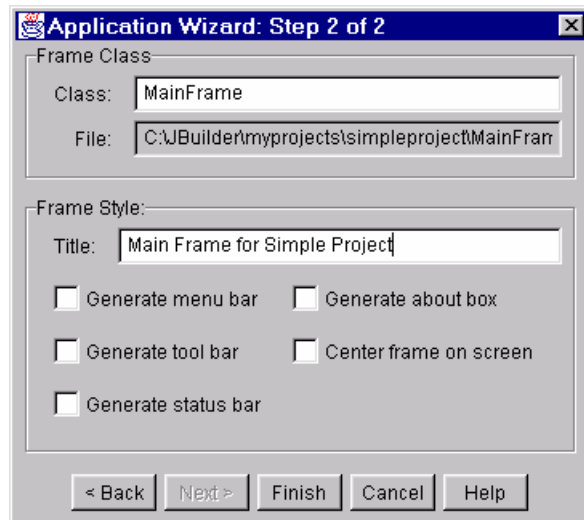 Application Wizard: Step 2 of 2
Frame Class
Class: MainFrame
File: C:\JBuilder\myprojects\simpleproject\MainFram
Frame Style:
Title: Main Frame for Simple Project
Generate menu bar Generate about box
Generate tool bar Center frame on screen
Generate status bar
< Back Next > Finish Cancel Help